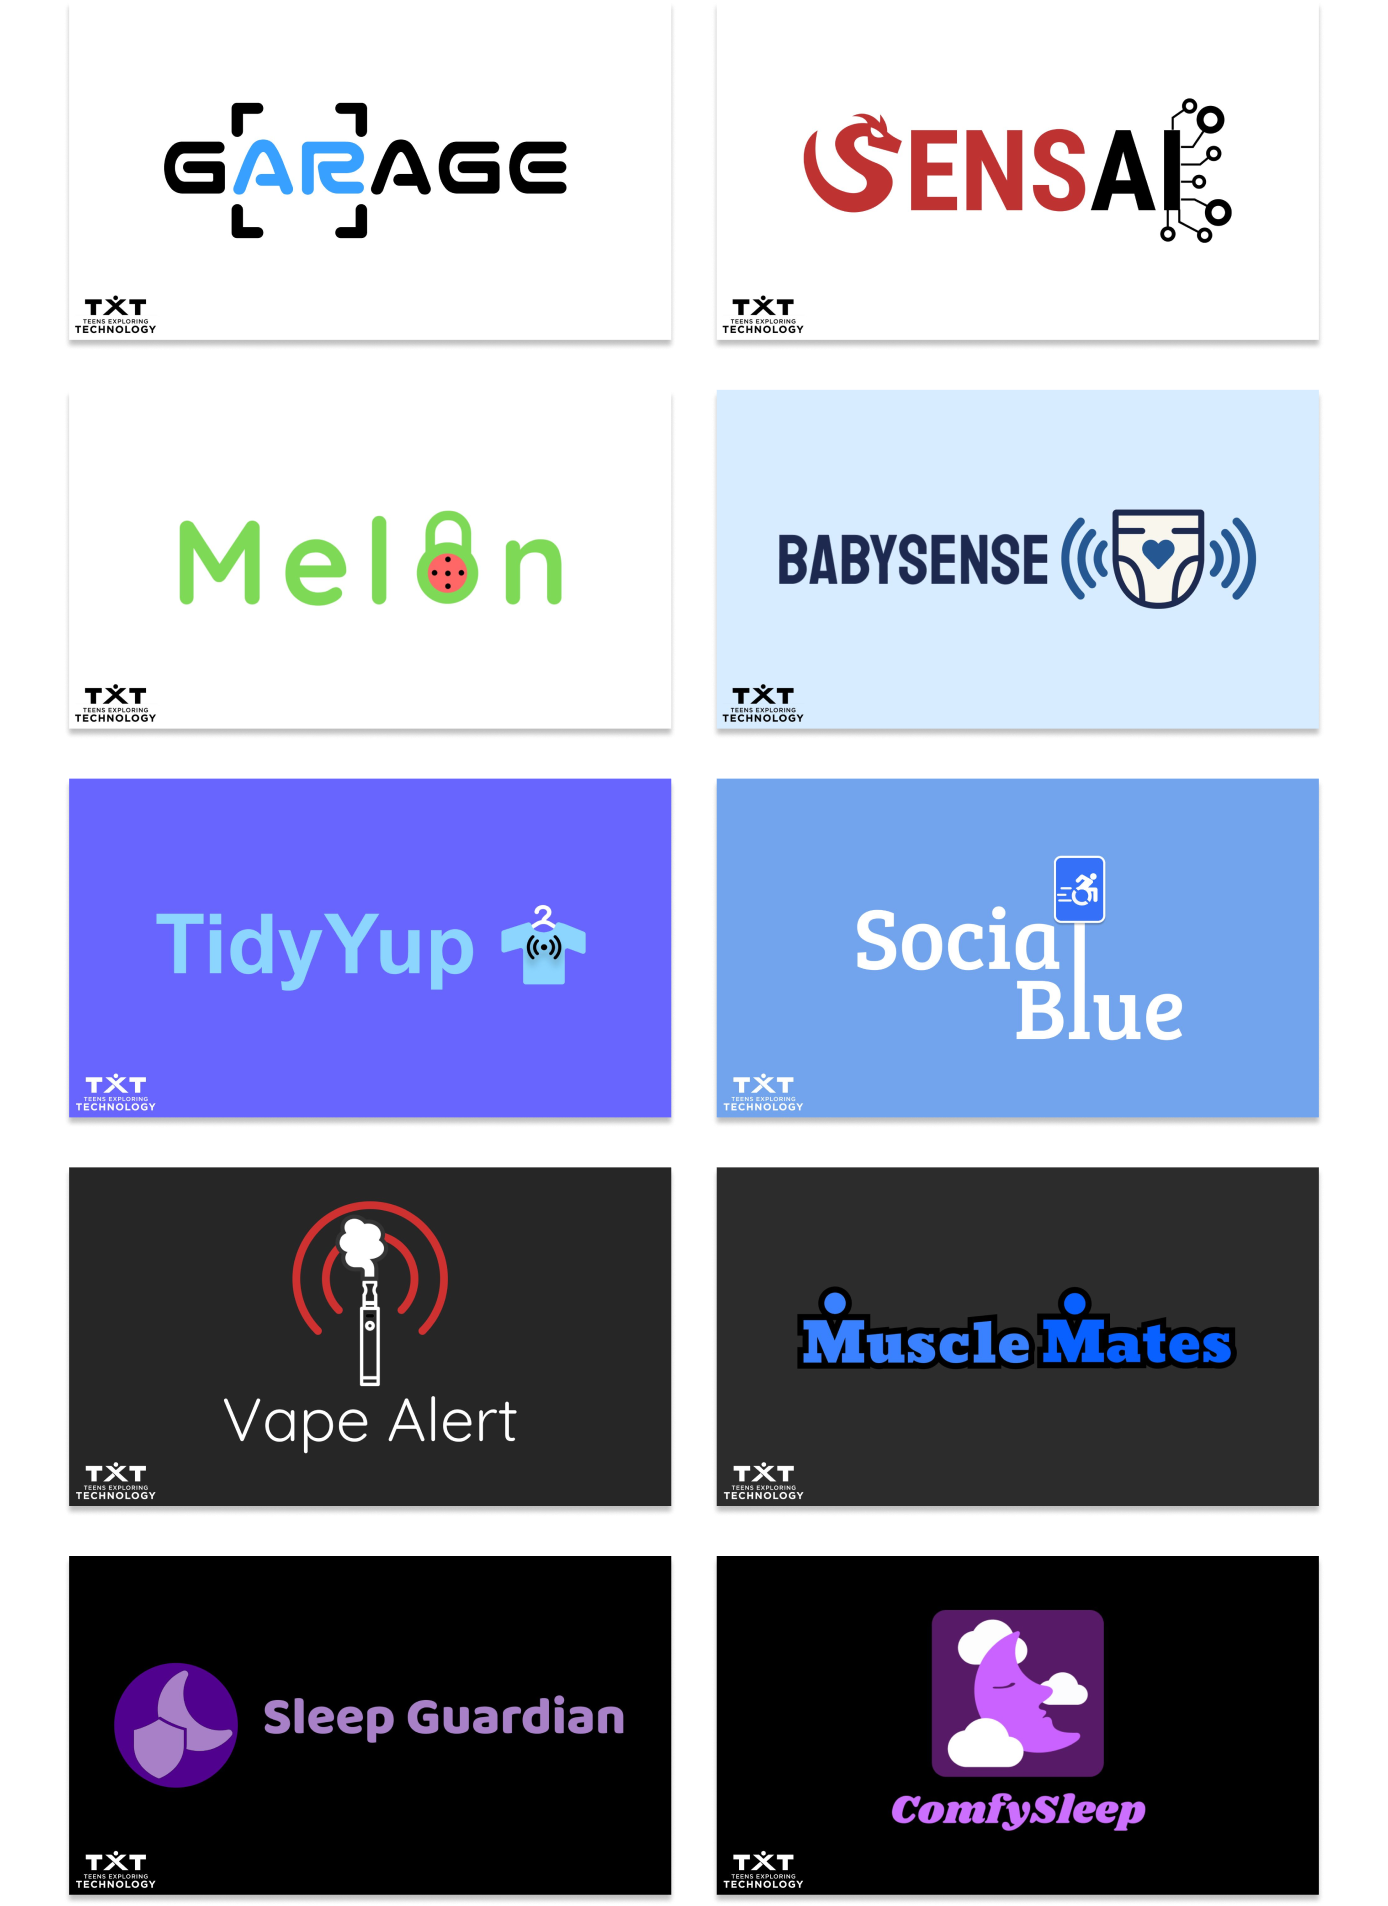 GARAGE
TXT
TEENS EXPLORING
TECHNOLOGY
SENSAI
TXT
TEENS EXPLORING
TECHNOLOGY
Melon
TXT
TEENS EXPLORING
TECHNOLOGY
BABYSENSE
TXT
TEENS EXPLORING
TECHNOLOGY
TidyYup
TXT
TEENS EXPLORING
TECHNOLOGY
Social
Blue
TXT
TEENS EXPLORING
TECHNOLOGY
Vape Alert
TXT
TEENS EXPLORING
TECHNOLOGY
Muscle Mates
TXT
TEENS EXPLORING
TECHNOLOGY
Sleep Guardian
TXT
TEENS EXPLORING
TECHNOLOGY
ComfySleep
TXT
TEENS EXPLORING
TECHNOLOGY